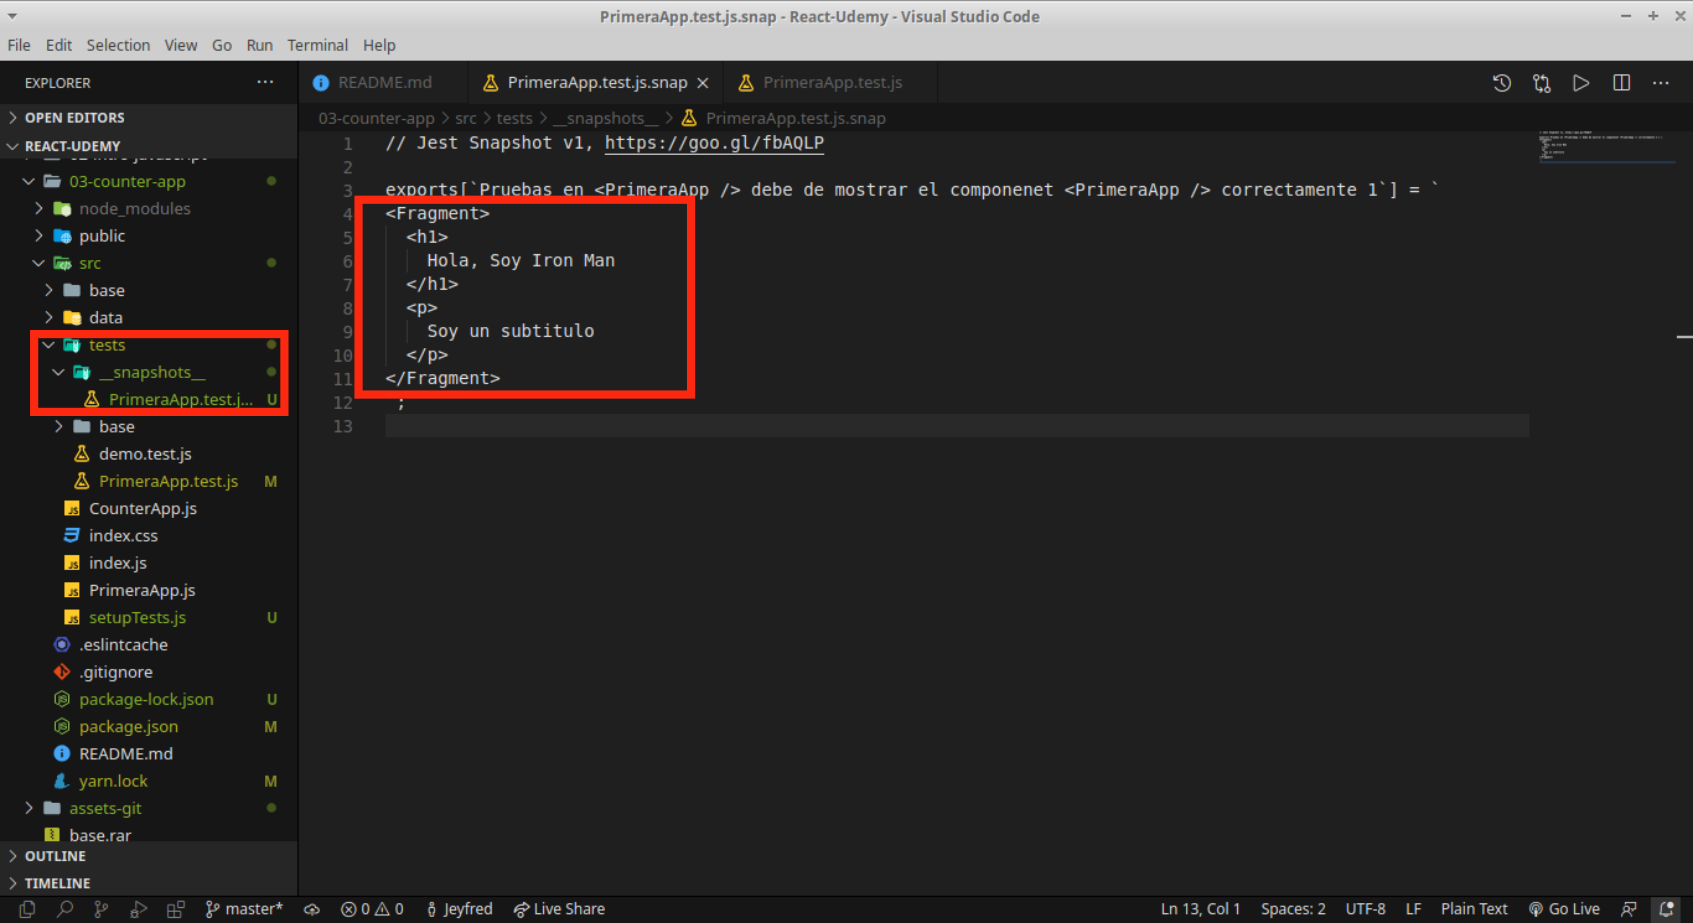 PrimeraApp.test.js.snap - React-Udemy - Visual Studio Code
File Edit Selection View Go Run Terminal Help
EXPLORER
OPEN EDITORS
REACT-UDEMY
03-counter-app
node_modules
public
src
base
data
tests
__snapshots__
PrimeraApp.test.j... U
base
demo.test.js
PrimeraApp.test.js M
CounterApp.js
index.css
index.js
PrimeraApp.js
setupTests.js U
.eslintcache
.gitignore
package-lock.json U
package.json M
README.md
yarn.lock M
assets-git
base.rar
OUTLINE
TIMELINE
README.md PrimeraApp.test.js.snap PrimeraApp.test.js
03-counter-app > src > tests > __snapshots__ > PrimeraApp.test.js.snap
1 // Jest Snapshot v1, https://goo.gl/fbAQLP
2
3 exports[`Pruebas en <PrimeraApp /> debe de mostrar el componenet <PrimeraApp /> correctamente 1`] = `
4 <Fragment>
5 <h1>
6 Hola, Soy Iron Man
7 </h1>
8 <p>
9 Soy un subtitulo
10 </p>
11 </Fragment>
12 ;
13
master* 0 0 Jeyfred Live Share Ln 13, Col 1 Spaces: 2 UTF-8 LF Plain Text Go Live